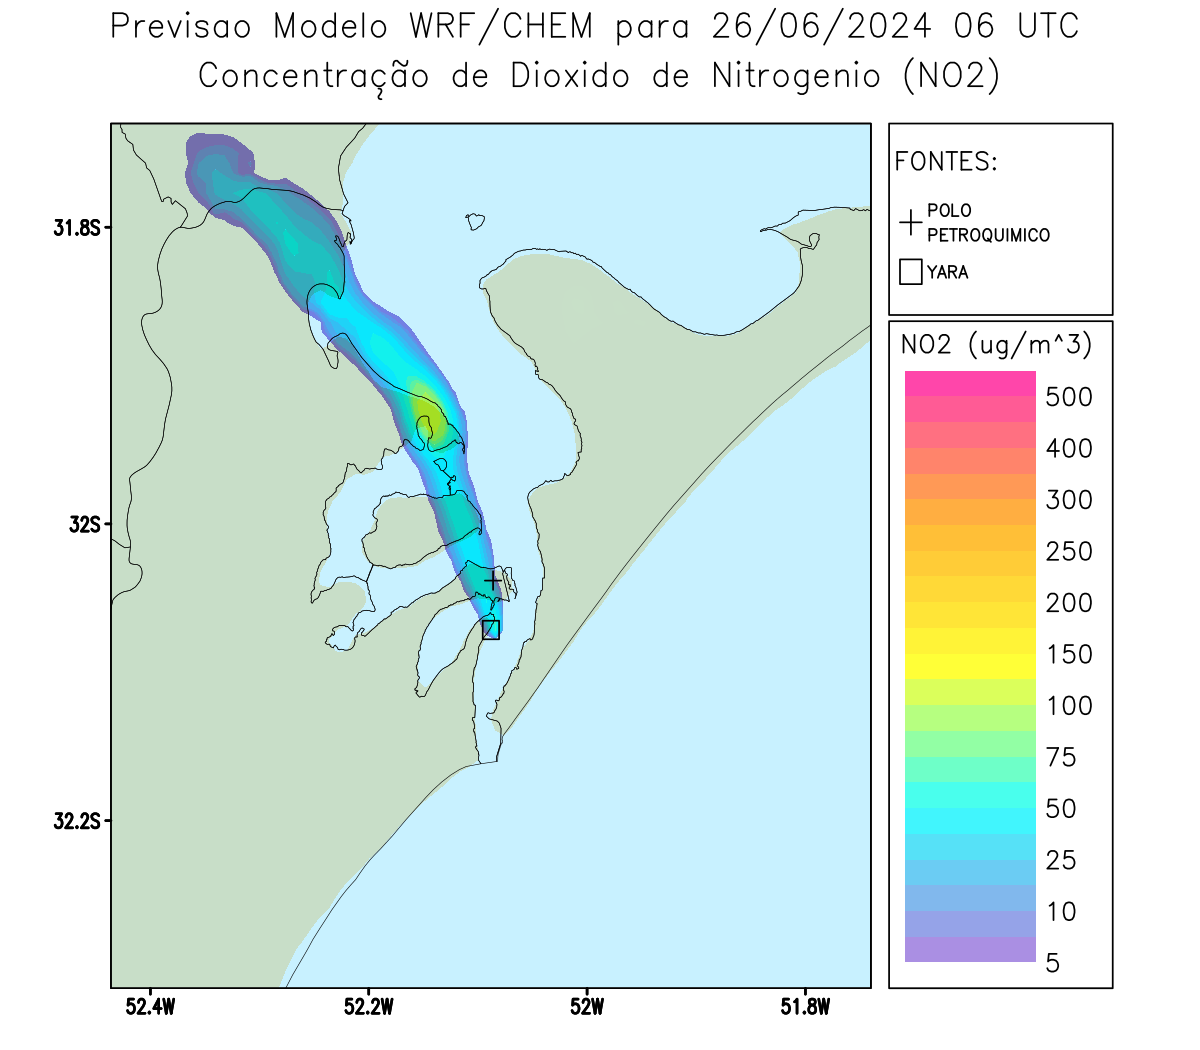 Previsao Modelo WRF/CHEM para 26/06/2024 06 UTC
Concentração de Dioxido de Nitrogenio (NO2)
FONTES:
POLO
PETROQUIMICO
YARA
31.8S
32S
32.2S
52.4W
52.2W
52W
51.8W
NO2 (ug/m^3)
500
400
300
250
200
150
100
75
50
25
10
5